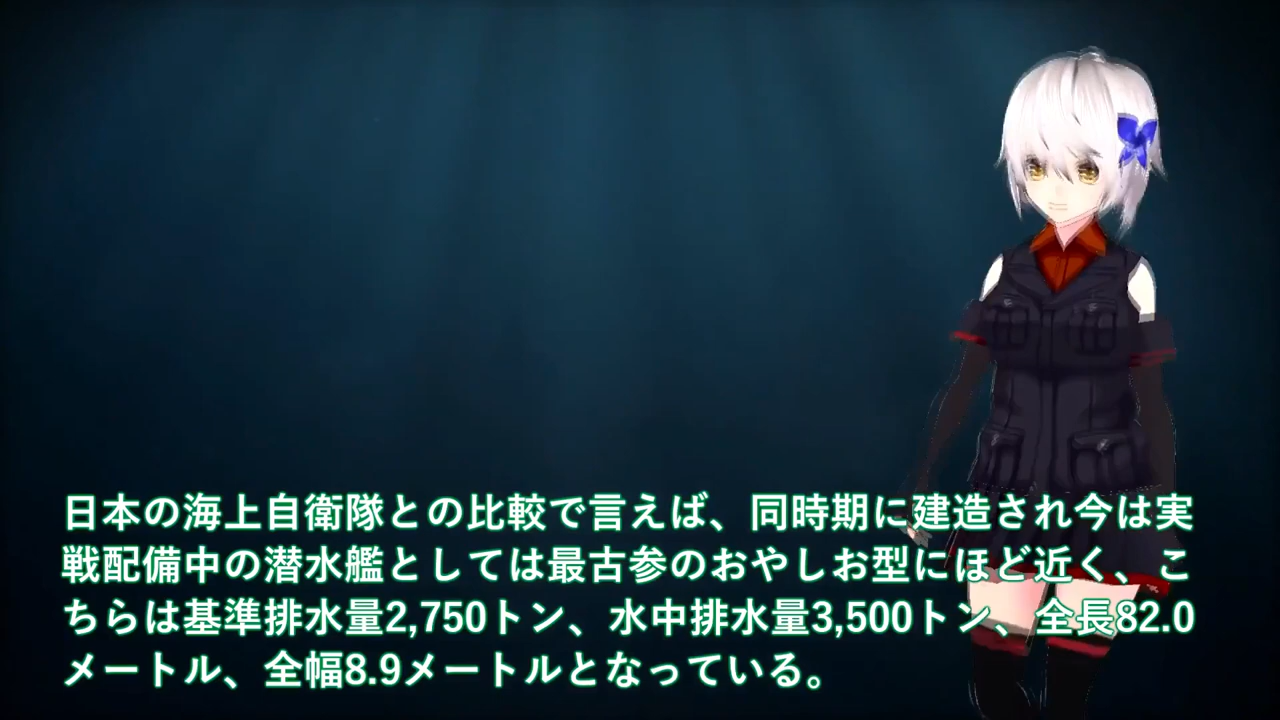 日本の海上自衛隊との比較で言えば、同時期に建造され今は実
戦配備中の潜水艦としては最古参のおやしお型にほど近く、こ
ちらは基準排水量2,750トン、水中排水量3,500トン、全長82.0
メートル、全幅8.9メートルとなっている。